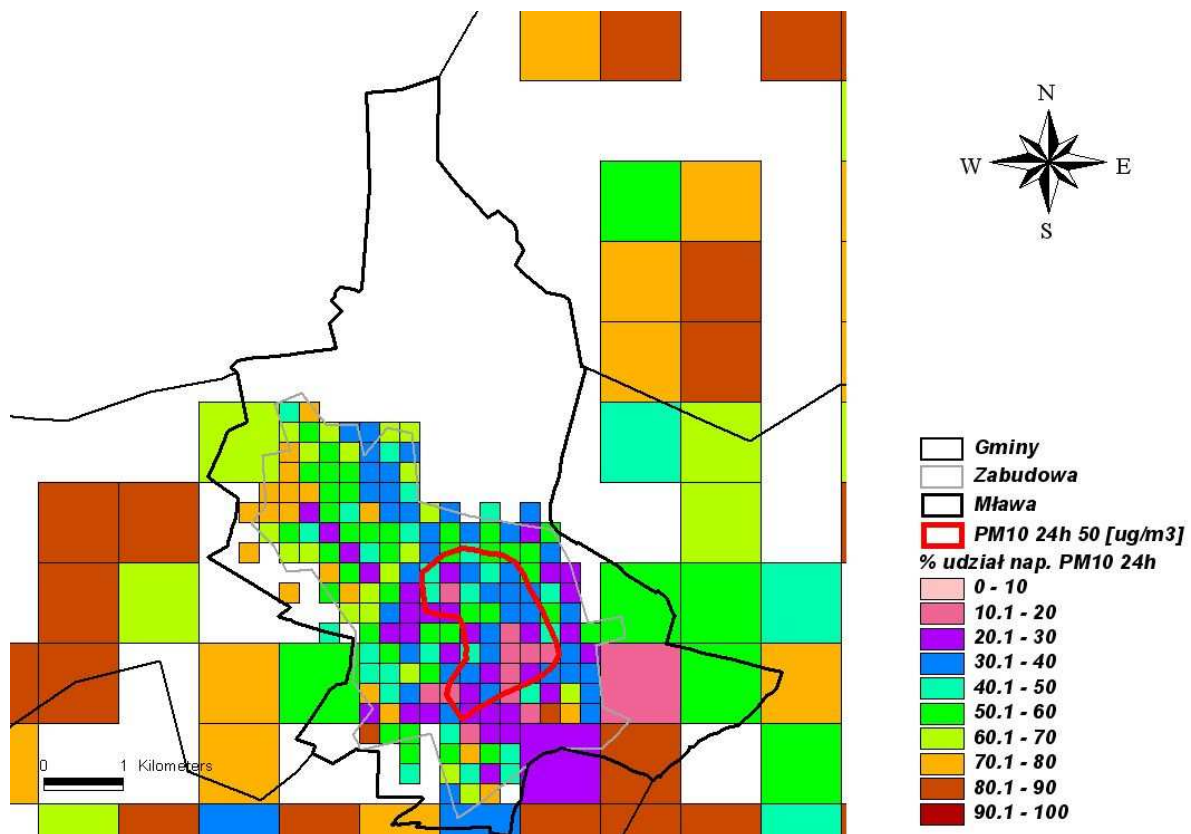 N
W E
S
Gminy
Zabudowa
Mława
PM10 24h 50 [ug/m3]
% udział nap. PM10 24h
0 - 10
10.1 - 20
20.1 - 30
30.1 - 40
40.1 - 50
50.1 - 60
60.1 - 70
70.1 - 80
80.1 - 90
90.1 - 100
0 1 Kilometers